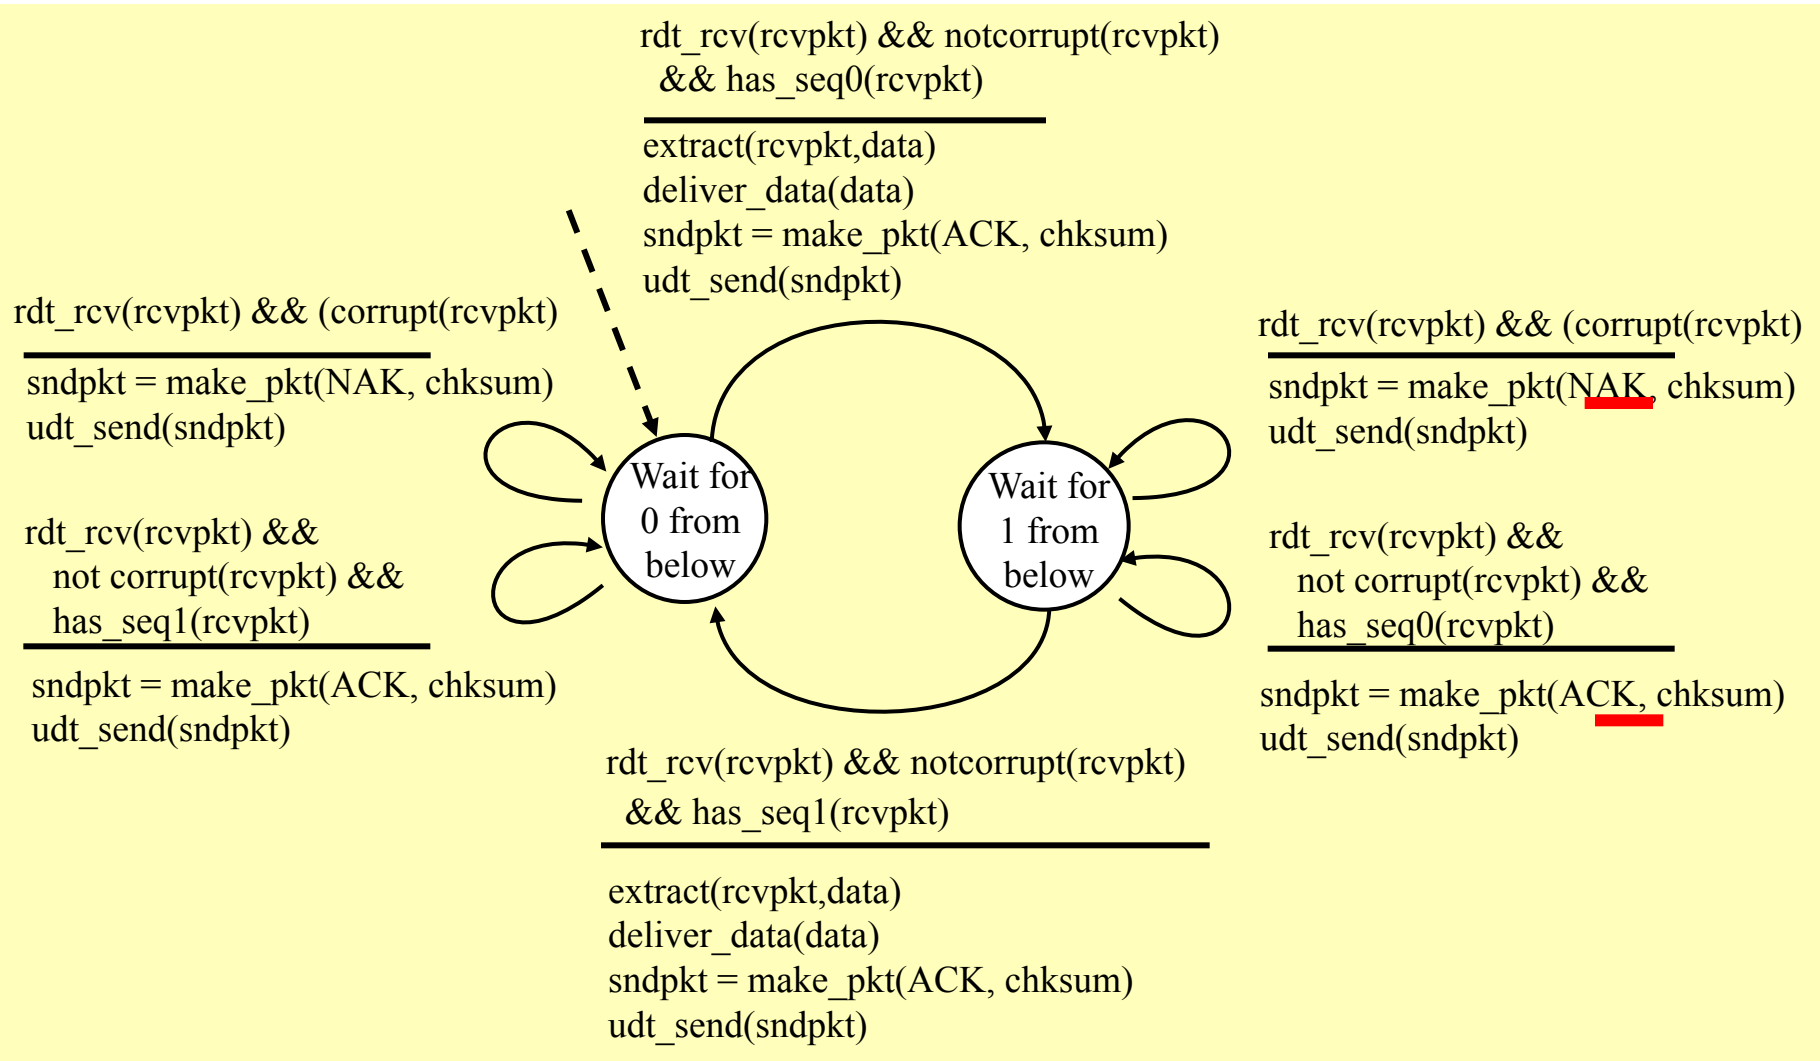 rdt_rcv(rcvpkt) && notcorrupt(rcvpkt)
&& has_seq0(rcvpkt)
extract(rcvpkt,data)
deliver_data(data)
sndpkt = make_pkt(ACK, chksum)
udt_send(sndpkt)
rdt_rcv(rcvpkt) && (corrupt(rcvpkt)
sndpkt = make_pkt(NAK, chksum)
udt_send(sndpkt)
rdt_rcv(rcvpkt) &&
not corrupt(rcvpkt) &&
has_seq1(rcvpkt)
sndpkt = make_pkt(ACK, chksum)
udt_send(sndpkt)
Wait for
0 from
below
Wait for
1 from
below
rdt_rcv(rcvpkt) && (corrupt(rcvpkt)
sndpkt = make_pkt(NAK, chksum)
udt_send(sndpkt)
rdt_rcv(rcvpkt) &&
not corrupt(rcvpkt) &&
has_seq0(rcvpkt)
sndpkt = make_pkt(ACK, chksum)
udt_send(sndpkt)
rdt_rcv(rcvpkt) && notcorrupt(rcvpkt)
&& has_seq1(rcvpkt)
extract(rcvpkt,data)
deliver_data(data)
sndpkt = make_pkt(ACK, chksum)
udt_send(sndpkt)